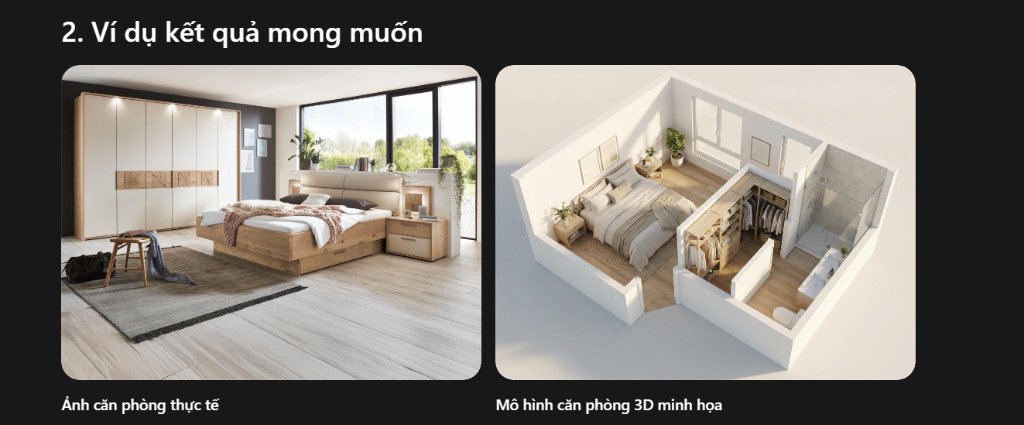 2. Ví dụ kết quả mong muốn
Ảnh căn phòng thực tế
Mô hình căn phòng 3D minh họa